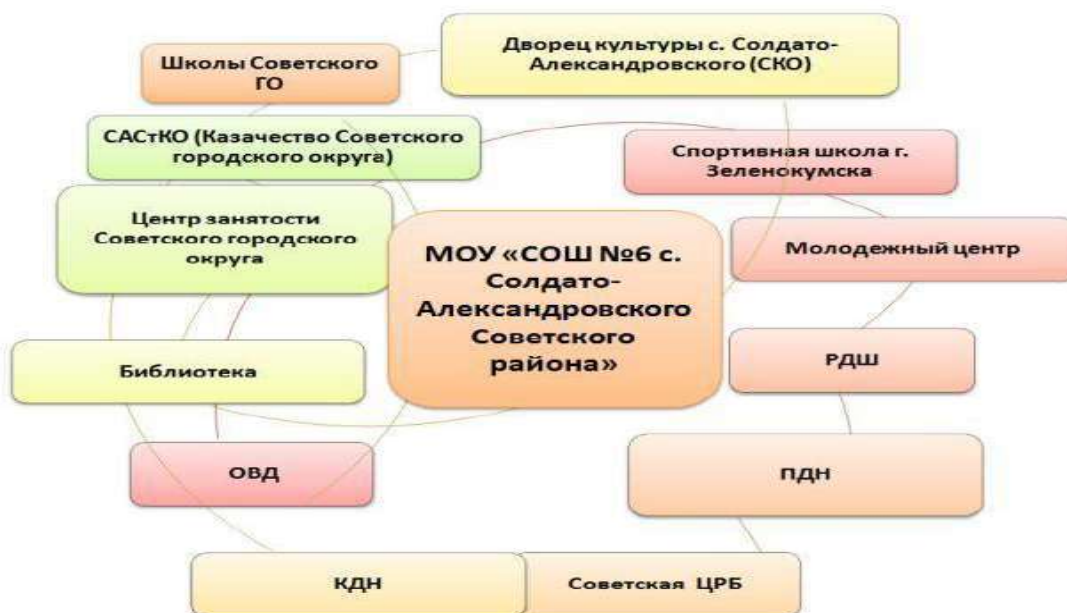 Школы Советского
ГО
Дворец культуры с. Солдато-
Александровского (СКО)
САСтКО (Казачество Советского
городского округа)
Спортивная школа г.
Зеленокумска
Центр занятости
Советского городского
округа
МОУ «СОШ №6 с.
Солдато-
Александровского
Советского
района»
Молодежный центр
Библиотека
РДШ
ОВД
ПДН
КДН
Советская ЦРБ